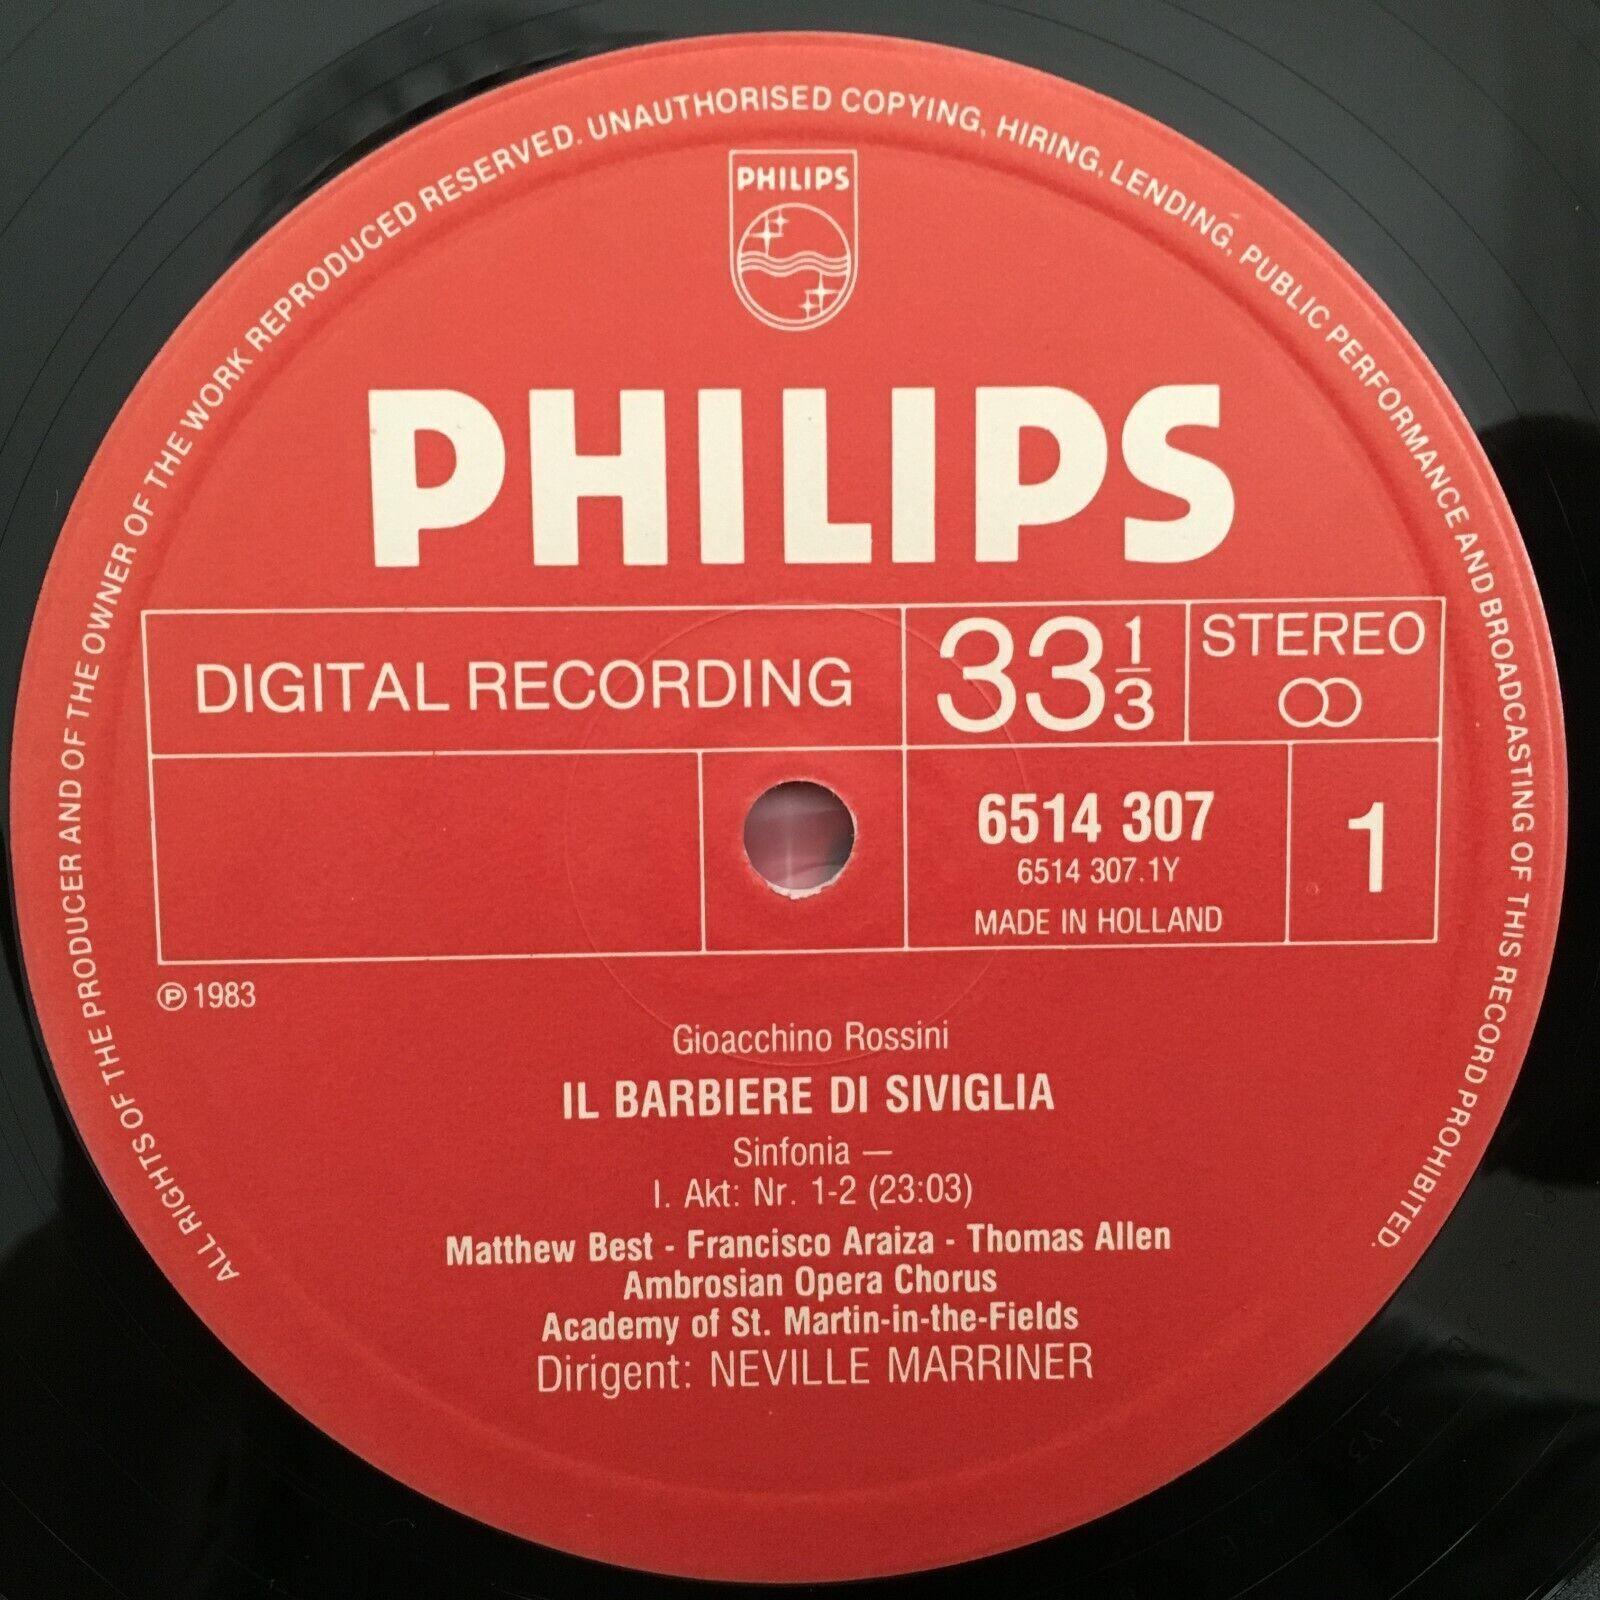 ALL RIGHTS OF THE PRODUCER AND OF THE OWNER OF THE WORK REPRODUCED RESERVED. UNAUTHORISED COPYING, HIRING, LENDING, PUBLIC PERFORMANCE AND BROADCASTING OF THIS RECORD PROHIBITED.
PHILIPS
PHILIPS
DIGITAL RECORDING
33 1/3
STEREO
6514 307
6514 307.1Y
MADE IN HOLLAND
1
℗ 1983
Gioacchino Rossini
IL BARBIERE DI SIVIGLIA
Sinfonia —
I. Akt: Nr. 1-2 (23:03)
Matthew Best - Francisco Araiza - Thomas Allen
Ambrosian Opera Chorus
Academy of St. Martin-in-the-Fields
Dirigent: NEVILLE MARRINER